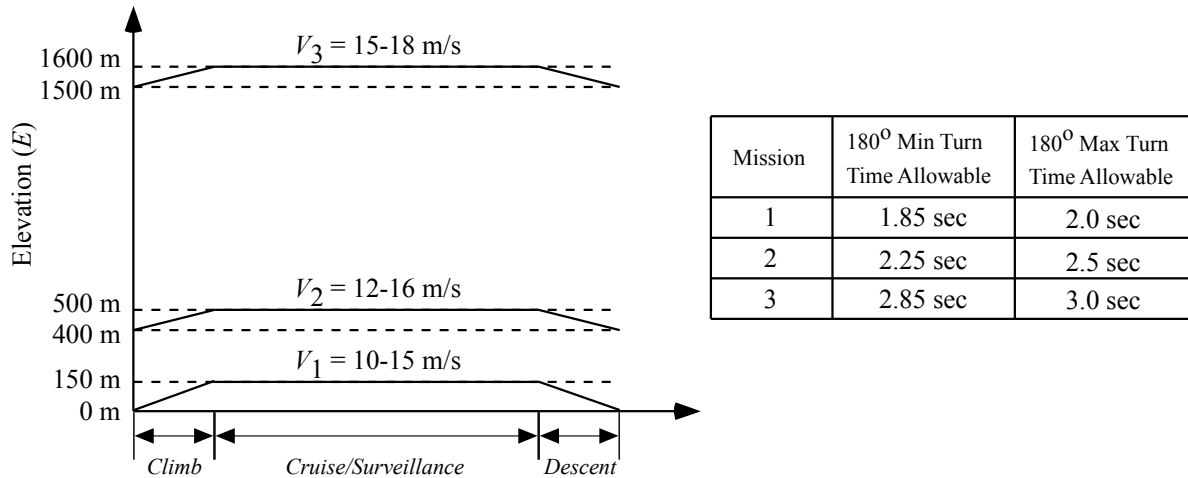 1600 m
V3 = 15-18 m/s
1500 m
Elevation (E)
500 m
V2 = 12-16 m/s
400 m
150 m
V1 = 10-15 m/s
0 m
Climb
Cruise/Surveillance
Descent
Mission
180o Min Turn
Time Allowable
180o Max Turn
Time Allowable
1
1.85 sec
2.0 sec
2
2.25 sec
2.5 sec
3
2.85 sec
3.0 sec